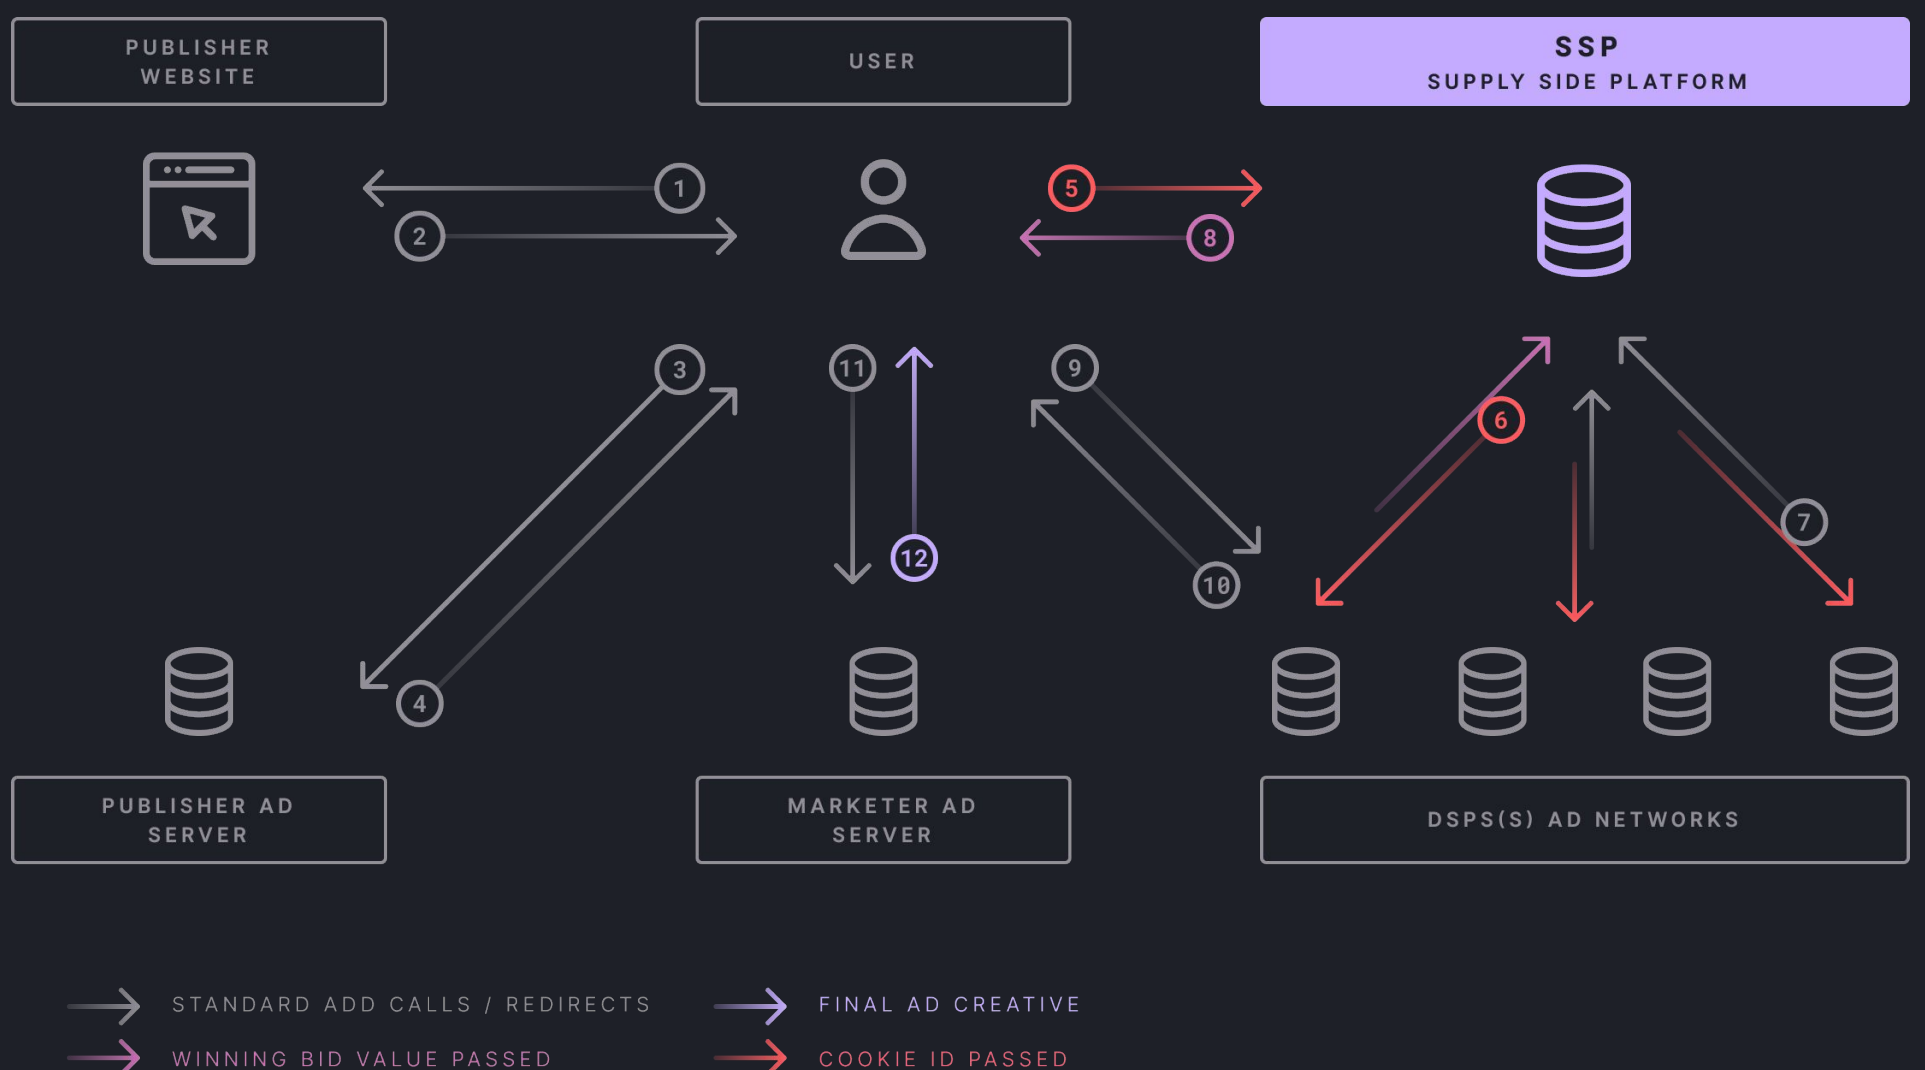 PUBLISHER
WEBSITE
USER
SSP
SUPPLY SIDE PLATFORM
1
2
5
8
3
11
9
6
7
12
10
4
PUBLISHER AD
SERVER
MARKETER AD
SERVER
DSPS(S) AD NETWORKS
STANDARD ADD CALLS / REDIRECTS
FINAL AD CREATIVE
WINNING BID VALUE PASSED
COOKIE ID PASSED